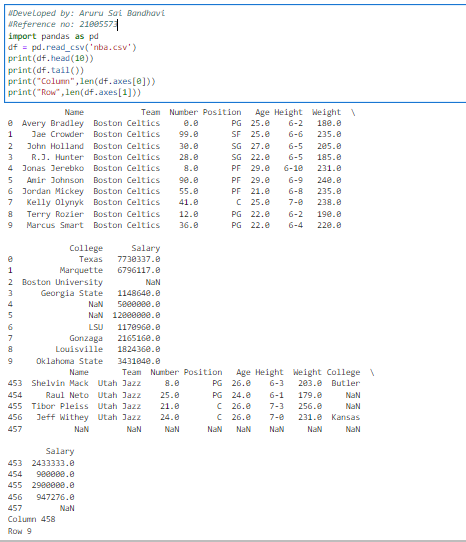 #Developed by: Aruru Sai Bandhavi
#Reference no: 21005573
import pandas as pd
df = pd.read_csv('nba.csv')
print(df.head(10))
print(df.tail())
print("Column",len(df.axes[0]))
print("Row",len(df.axes[1]))
Name Team Number Position Age Height Weight \
0 Avery Bradley Boston Celtics 0.0 PG 25.0 6-2 180.0
1 Jae Crowder Boston Celtics 99.0 SF 25.0 6-6 235.0
2 John Holland Boston Celtics 30.0 SG 27.0 6-5 205.0
3 R.J. Hunter Boston Celtics 28.0 SG 22.0 6-5 185.0
4 Jonas Jerebko Boston Celtics 8.0 PF 29.0 6-10 231.0
5 Amir Johnson Boston Celtics 90.0 PF 29.0 6-9 240.0
6 Jordan Mickey Boston Celtics 55.0 PF 21.0 6-8 235.0
7 Kelly Olynyk Boston Celtics 41.0 C 25.0 7-0 238.0
8 Terry Rozier Boston Celtics 12.0 PG 22.0 6-2 190.0
9 Marcus Smart Boston Celtics 36.0 PG 22.0 6-4 220.0
College Salary
0 Texas 7730337.0
1 Marquette 6796117.0
2 Boston University NaN
3 Georgia State 1148640.0
4 NaN 5000000.0
5 NaN 12000000.0
6 LSU 1170960.0
7 Gonzaga 2165160.0
8 Louisville 1824360.0
9 Oklahoma State 3431040.0
Name Team Number Position Age Height Weight College \
453 Shelvin Mack Utah Jazz 8.0 PG 26.0 6-3 203.0 Butler
454 Raul Neto Utah Jazz 25.0 PG 24.0 6-1 179.0 NaN
455 Tibor Pleiss Utah Jazz 21.0 C 26.0 7-3 256.0 NaN
456 Jeff Withey Utah Jazz 24.0 C 26.0 7-0 231.0 Kansas
457 NaN NaN NaN NaN NaN NaN NaN NaN
Salary
453 2433333.0
454 900000.0
455 2900000.0
456 947276.0
457 NaN
Column 458
Row 9